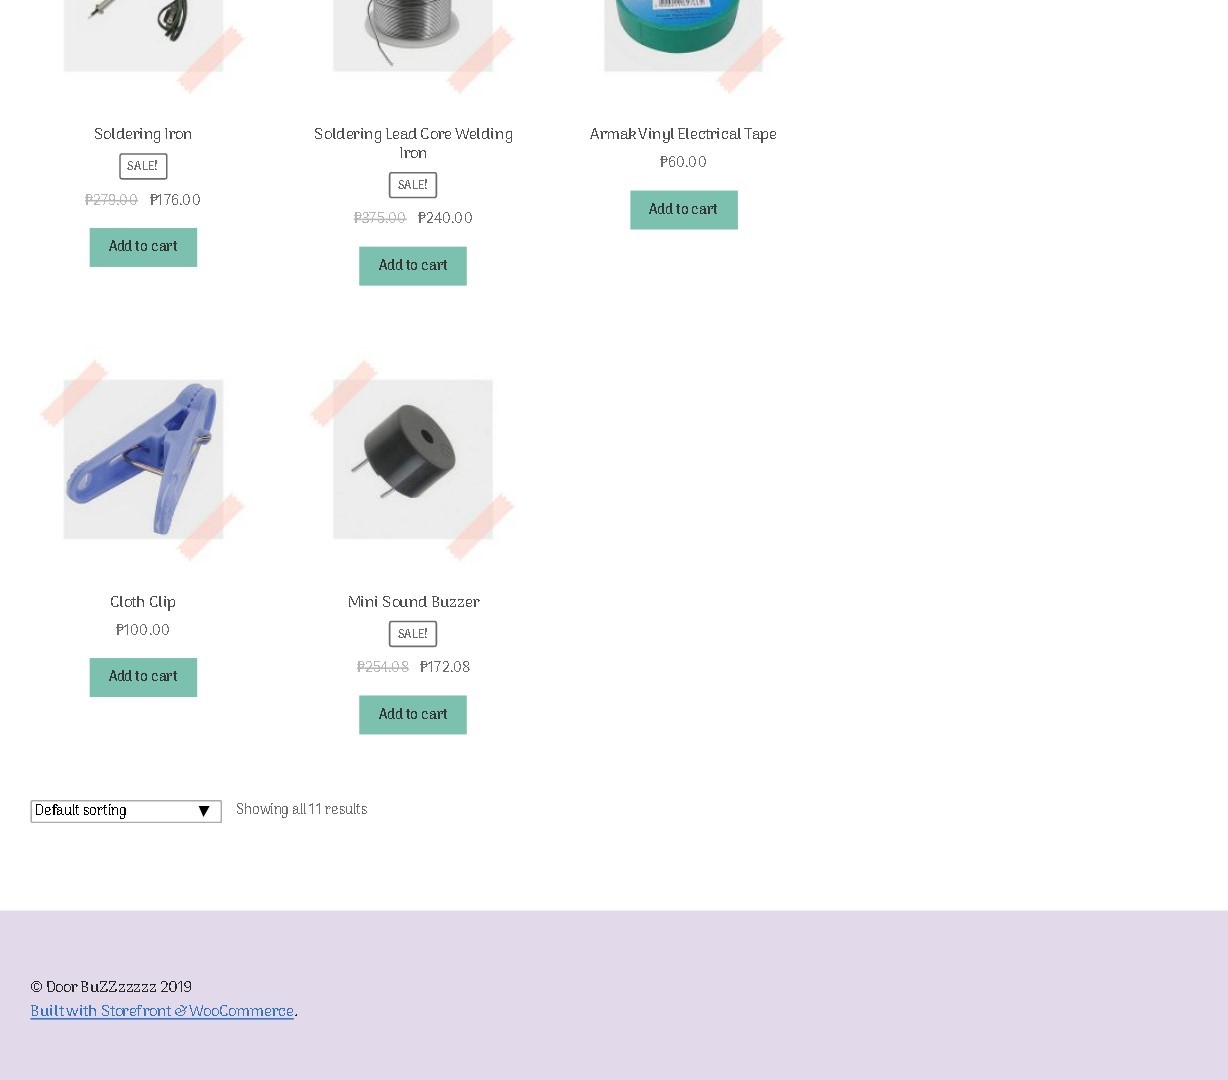 Soldering Iron
SALE!
₱279.00 ₱176.00
Add to cart
Soldering Lead Core Welding
Iron
SALE!
₱375.00 ₱240.00
Add to cart
Armak Vinyl Electrical Tape
₱60.00
Add to cart
Cloth Clip
₱100.00
Add to cart
Mini Sound Buzzer
SALE!
₱254.08 ₱172.08
Add to cart
Default sorting
Showing all 11 results
© Door BuZZzzzzz 2019
Built with Storefront & WooCommerce.